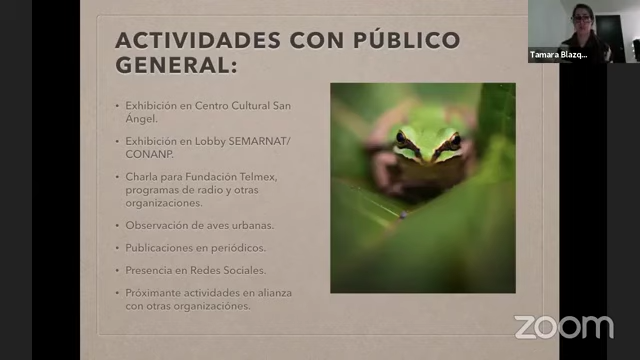 ACTIVIDADES CON PÚBLICO
GENERAL:
• Exhibición en Centro Cultural San
Ángel.
• Exhibición en Lobby SEMARNAT/
CONANP.
• Charla para Fundación Telmex,
programas de radio y otras
organizaciones.
• Observación de aves urbanas.
• Publicaciones en periódicos.
• Presencia en Redes Sociales.
• Próximante actividades en alianza
con otras organizaciónes.
Tamara Blazq...
zoom